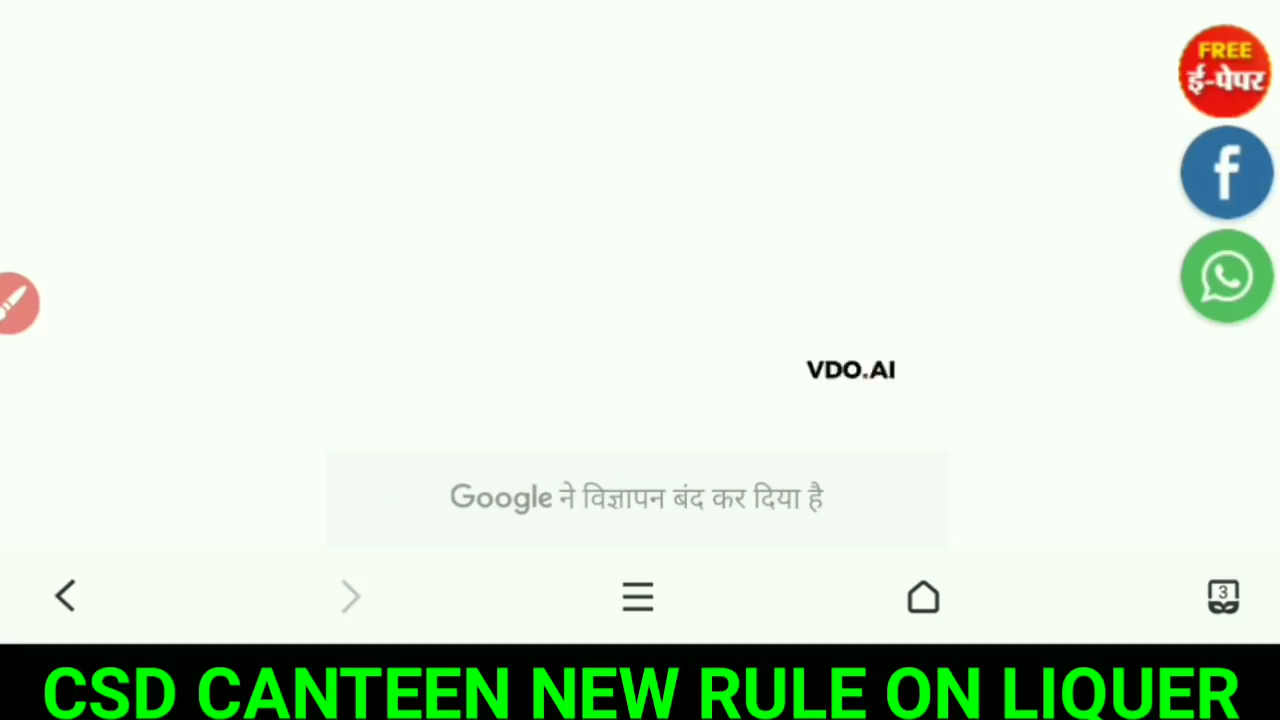 FREE
ई-पेपर
f
VDO.AI
Google ने विज्ञापन बंद कर दिया है
3
CSD CANTEEN NEW RULE ON LIQUER